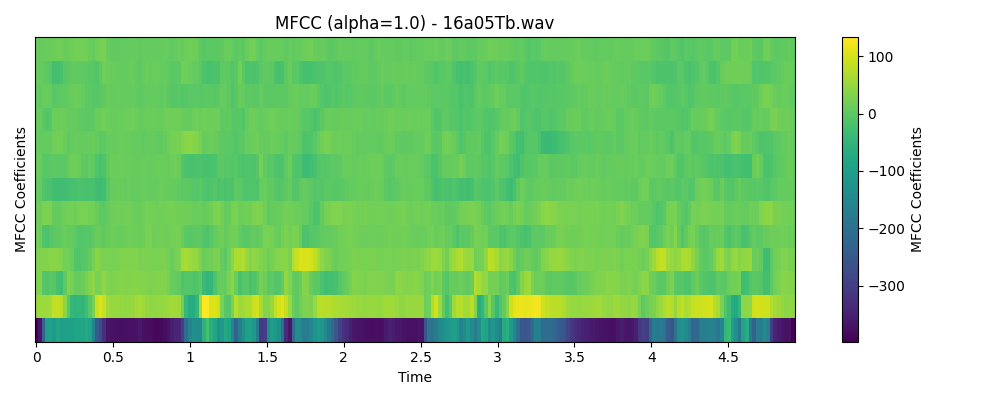 MFCC (alpha=1.0) - 16a05Tb.wav
MFCC Coefficients
0 0.5 1 1.5 2 2.5 3 3.5 4 4.5
Time
100
0
−100
−200
−300
MFCC Coefficients